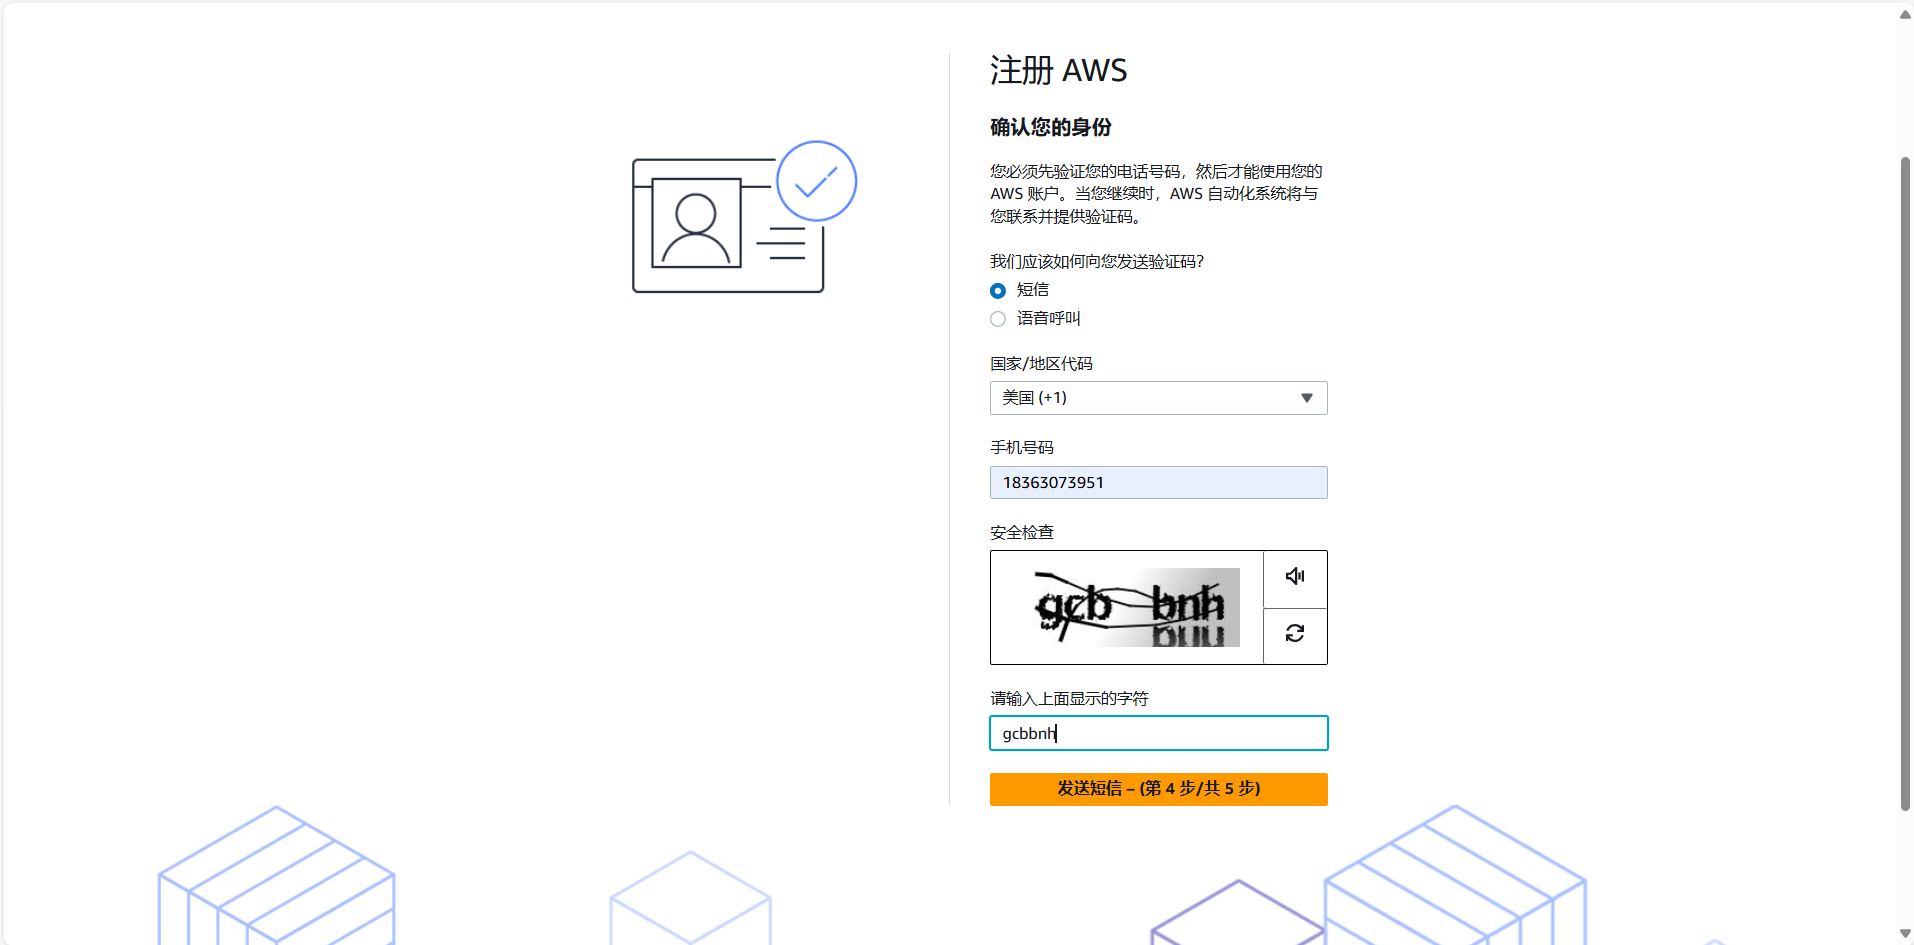 注册 AWS
确认您的身份
您必须先验证您的电话号码，然后才能使用您的
AWS 账户。当您继续时，AWS 自动化系统将与
您联系并提供验证码。
我们应该如何向您发送验证码？
短信
语音呼叫
国家/地区代码
美国 (+1)
手机号码
18363073951
安全检查
gcb bnh
请输入上面显示的字符
gcbbnh
发送短信 – (第 4 步/共 5 步)